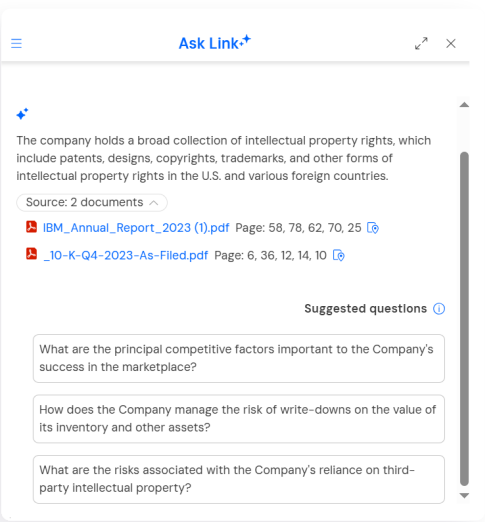 Ask Link
The company holds a broad collection of intellectual property rights, which
include patents, designs, copyrights, trademarks, and other forms of
intellectual property rights in the U.S. and various foreign countries.
Source: 2 documents
IBM_Annual_Report_2023 (1).pdf Page: 58, 78, 62, 70, 25
_10-K-Q4-2023-As-Filed.pdf Page: 6, 36, 12, 14, 10
Suggested questions
What are the principal competitive factors important to the Company's
success in the marketplace?
How does the Company manage the risk of write-downs on the value of
its inventory and other assets?
What are the risks associated with the Company's reliance on third-
party intellectual property?